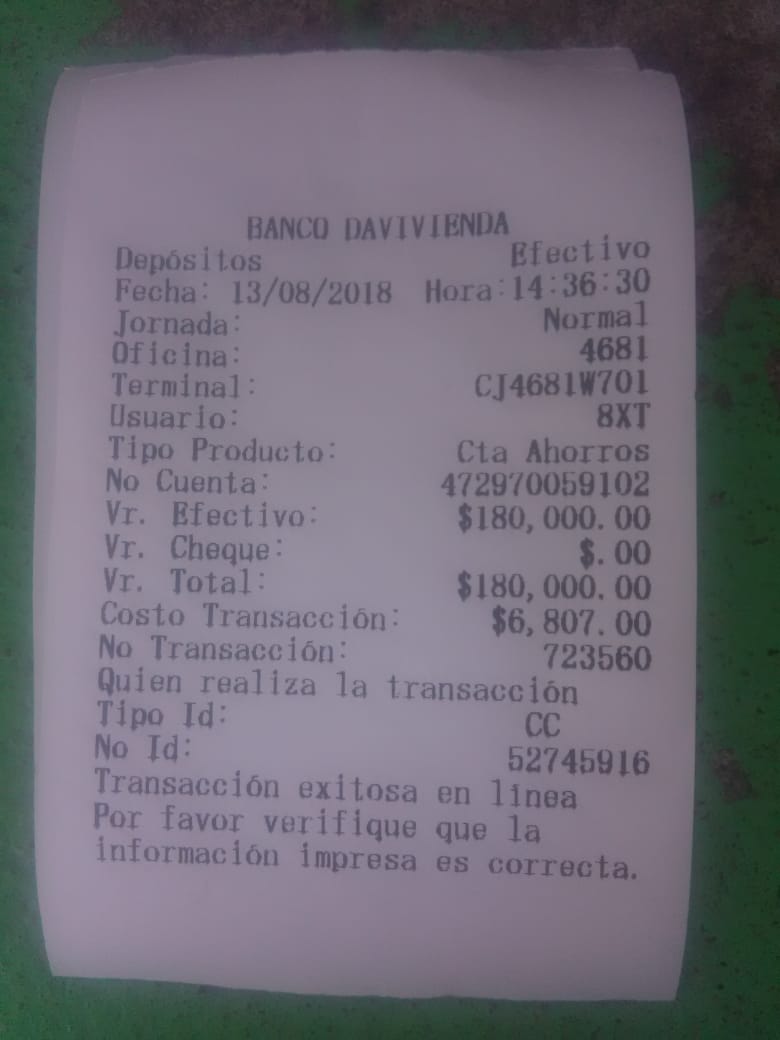 BANCO DAVIVIENDA
Depósitos Efectivo
Fecha: 13/08/2018 Hora:14:36:30
Jornada: Normal
Oficina: 4681
Terminal: CJ4681W701
Usuario: 8XT
Tipo Producto: Cta Ahorros
No Cuenta: 472970059102
Vr. Efectivo: $180,000.00
Vr. Cheque: $.00
Vr. Total: $180,000.00
Costo Transacción: $6,807.00
No Transacción: 723560
Quien realiza la transacción
Tipo Id: CC
No Id: 52745916
Transacción exitosa en linea
Por favor verifique que la
información impresa es correcta.